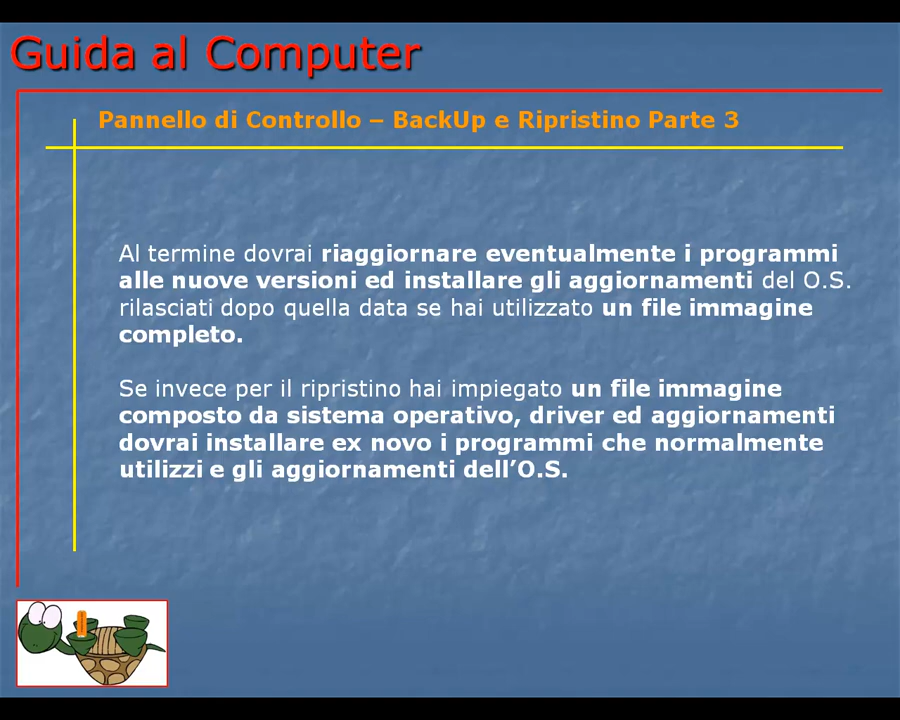 Guida al Computer
Pannello di Controllo – BackUp e Ripristino Parte 3
Al termine dovrai riaggiornare eventualmente i programmi
alle nuove versioni ed installare gli aggiornamenti del O.S.
rilasciati dopo quella data se hai utilizzato un file immagine
completo.
Se invece per il ripristino hai impiegato un file immagine
composto da sistema operativo, driver ed aggiornamenti
dovrai installare ex novo i programmi che normalmente
utilizzi e gli aggiornamenti dell’O.S.